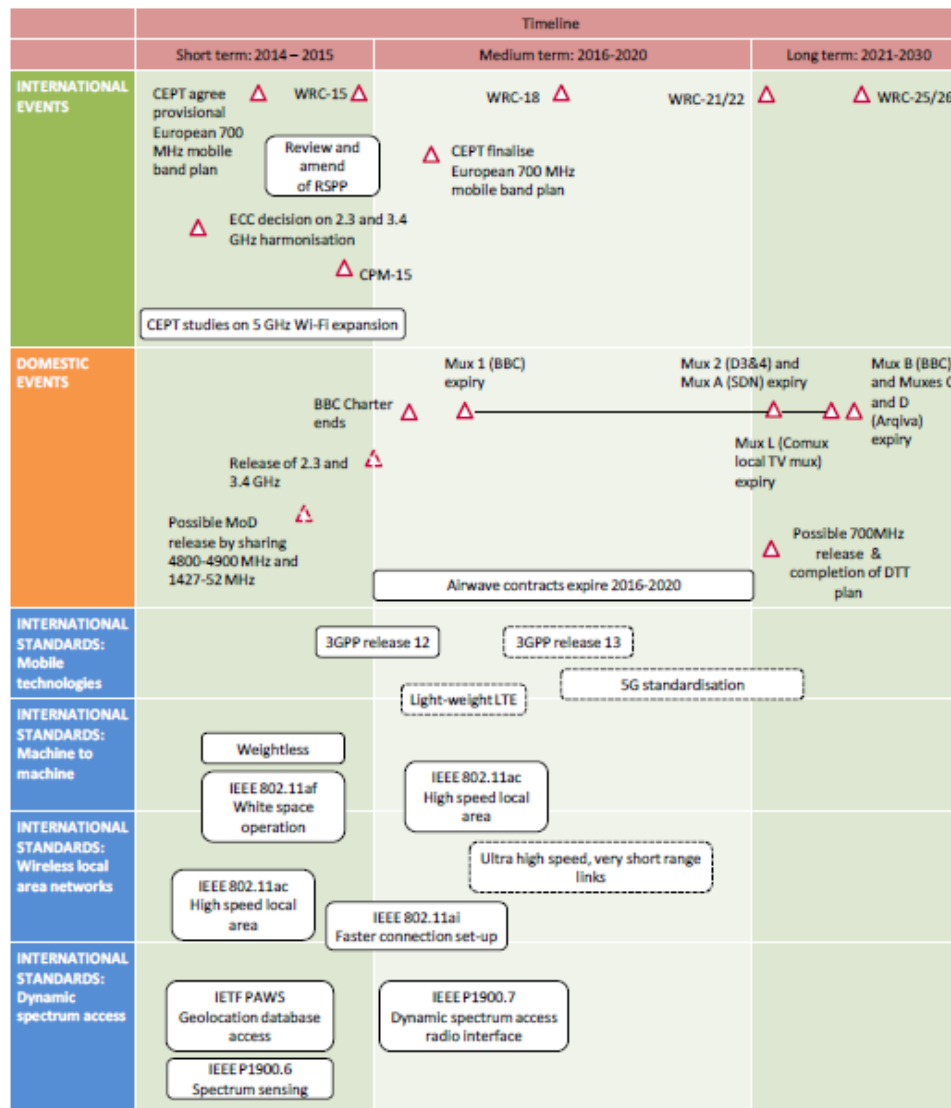 Timeline
Short term: 2014 – 2015
Medium term: 2016-2020
Long term: 2021-2030
INTERNATIONAL
EVENTS
CEPT agree
provisional
European 700
MHz mobile
band plan
WRC-15
WRC-18
WRC-21/22
WRC-25/26
Review and
amend
of RSPP
CEPT finalise
European 700 MHz
mobile band plan
ECC decision on 2.3 and 3.4
GHz harmonisation
CPM-15
CEPT studies on 5 GHz Wi-Fi expansion
DOMESTIC
EVENTS
Mux 1 (BBC)
expiry
Mux 2 (D3&4) and
Mux A (SDN) expiry
Mux B (BBC)
and Muxes C
and D
(Arqiva)
expiry
BBC Charter
ends
Mux L (Comux
local TV mux)
expiry
Release of 2.3 and
3.4 GHz
Possible MoD
release by sharing
4800-4900 MHz and
1427-52 MHz
Possible 700MHz
release &
completion of DTT
plan
Airwave contracts expire 2016-2020
INTERNATIONAL
STANDARDS:
Mobile
technologies
3GPP release 12
3GPP release 13
5G standardisation
Light-weight LTE
INTERNATIONAL
STANDARDS:
Machine to
machine
Weightless
IEEE 802.11af
White space
operation
IEEE 802.11ac
High speed local
area
INTERNATIONAL
STANDARDS:
Wireless local
area networks
Ultra high speed, very short range
links
IEEE 802.11ac
High speed local
area
IEEE 802.11ai
Faster connection set-up
INTERNATIONAL
STANDARDS:
Dynamic
spectrum access
IETF PAWS
Geolocation database
access
IEEE P1900.7
Dynamic spectrum access
radio interface
IEEE P1900.6
Spectrum sensing